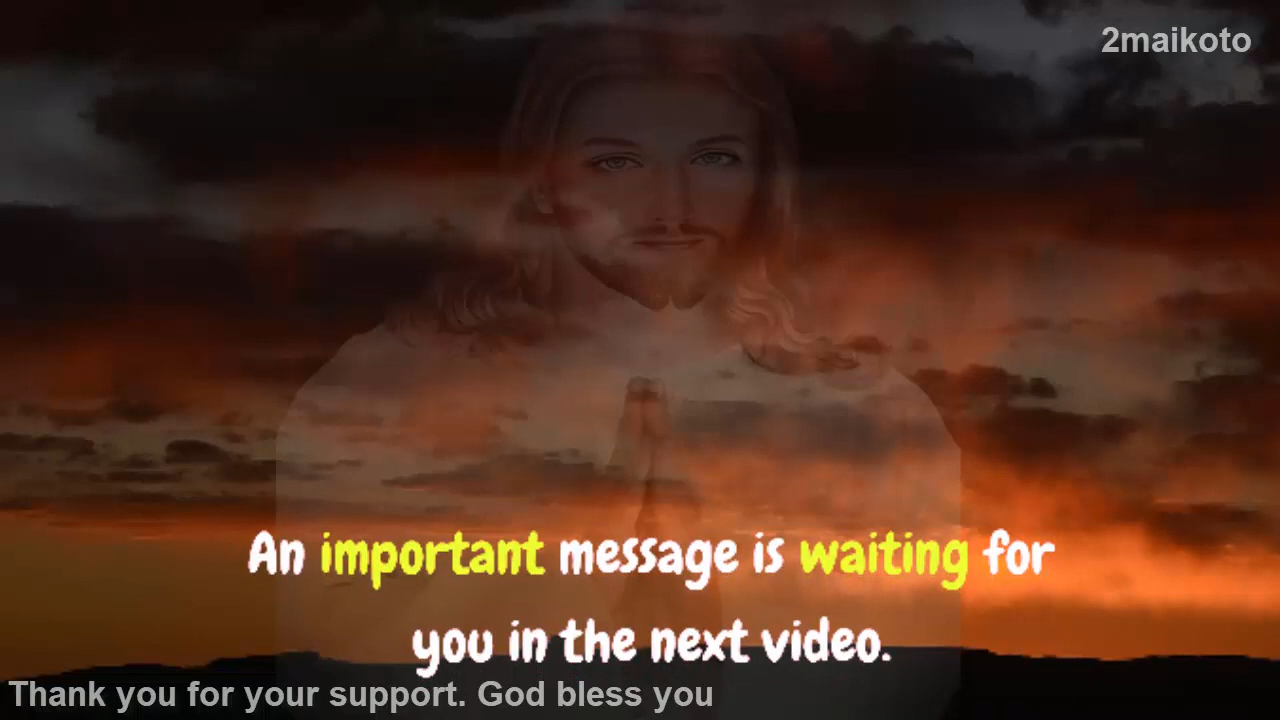 2maikoto
An important message is waiting for
you in the next video.
Thank you for your support. God bless you